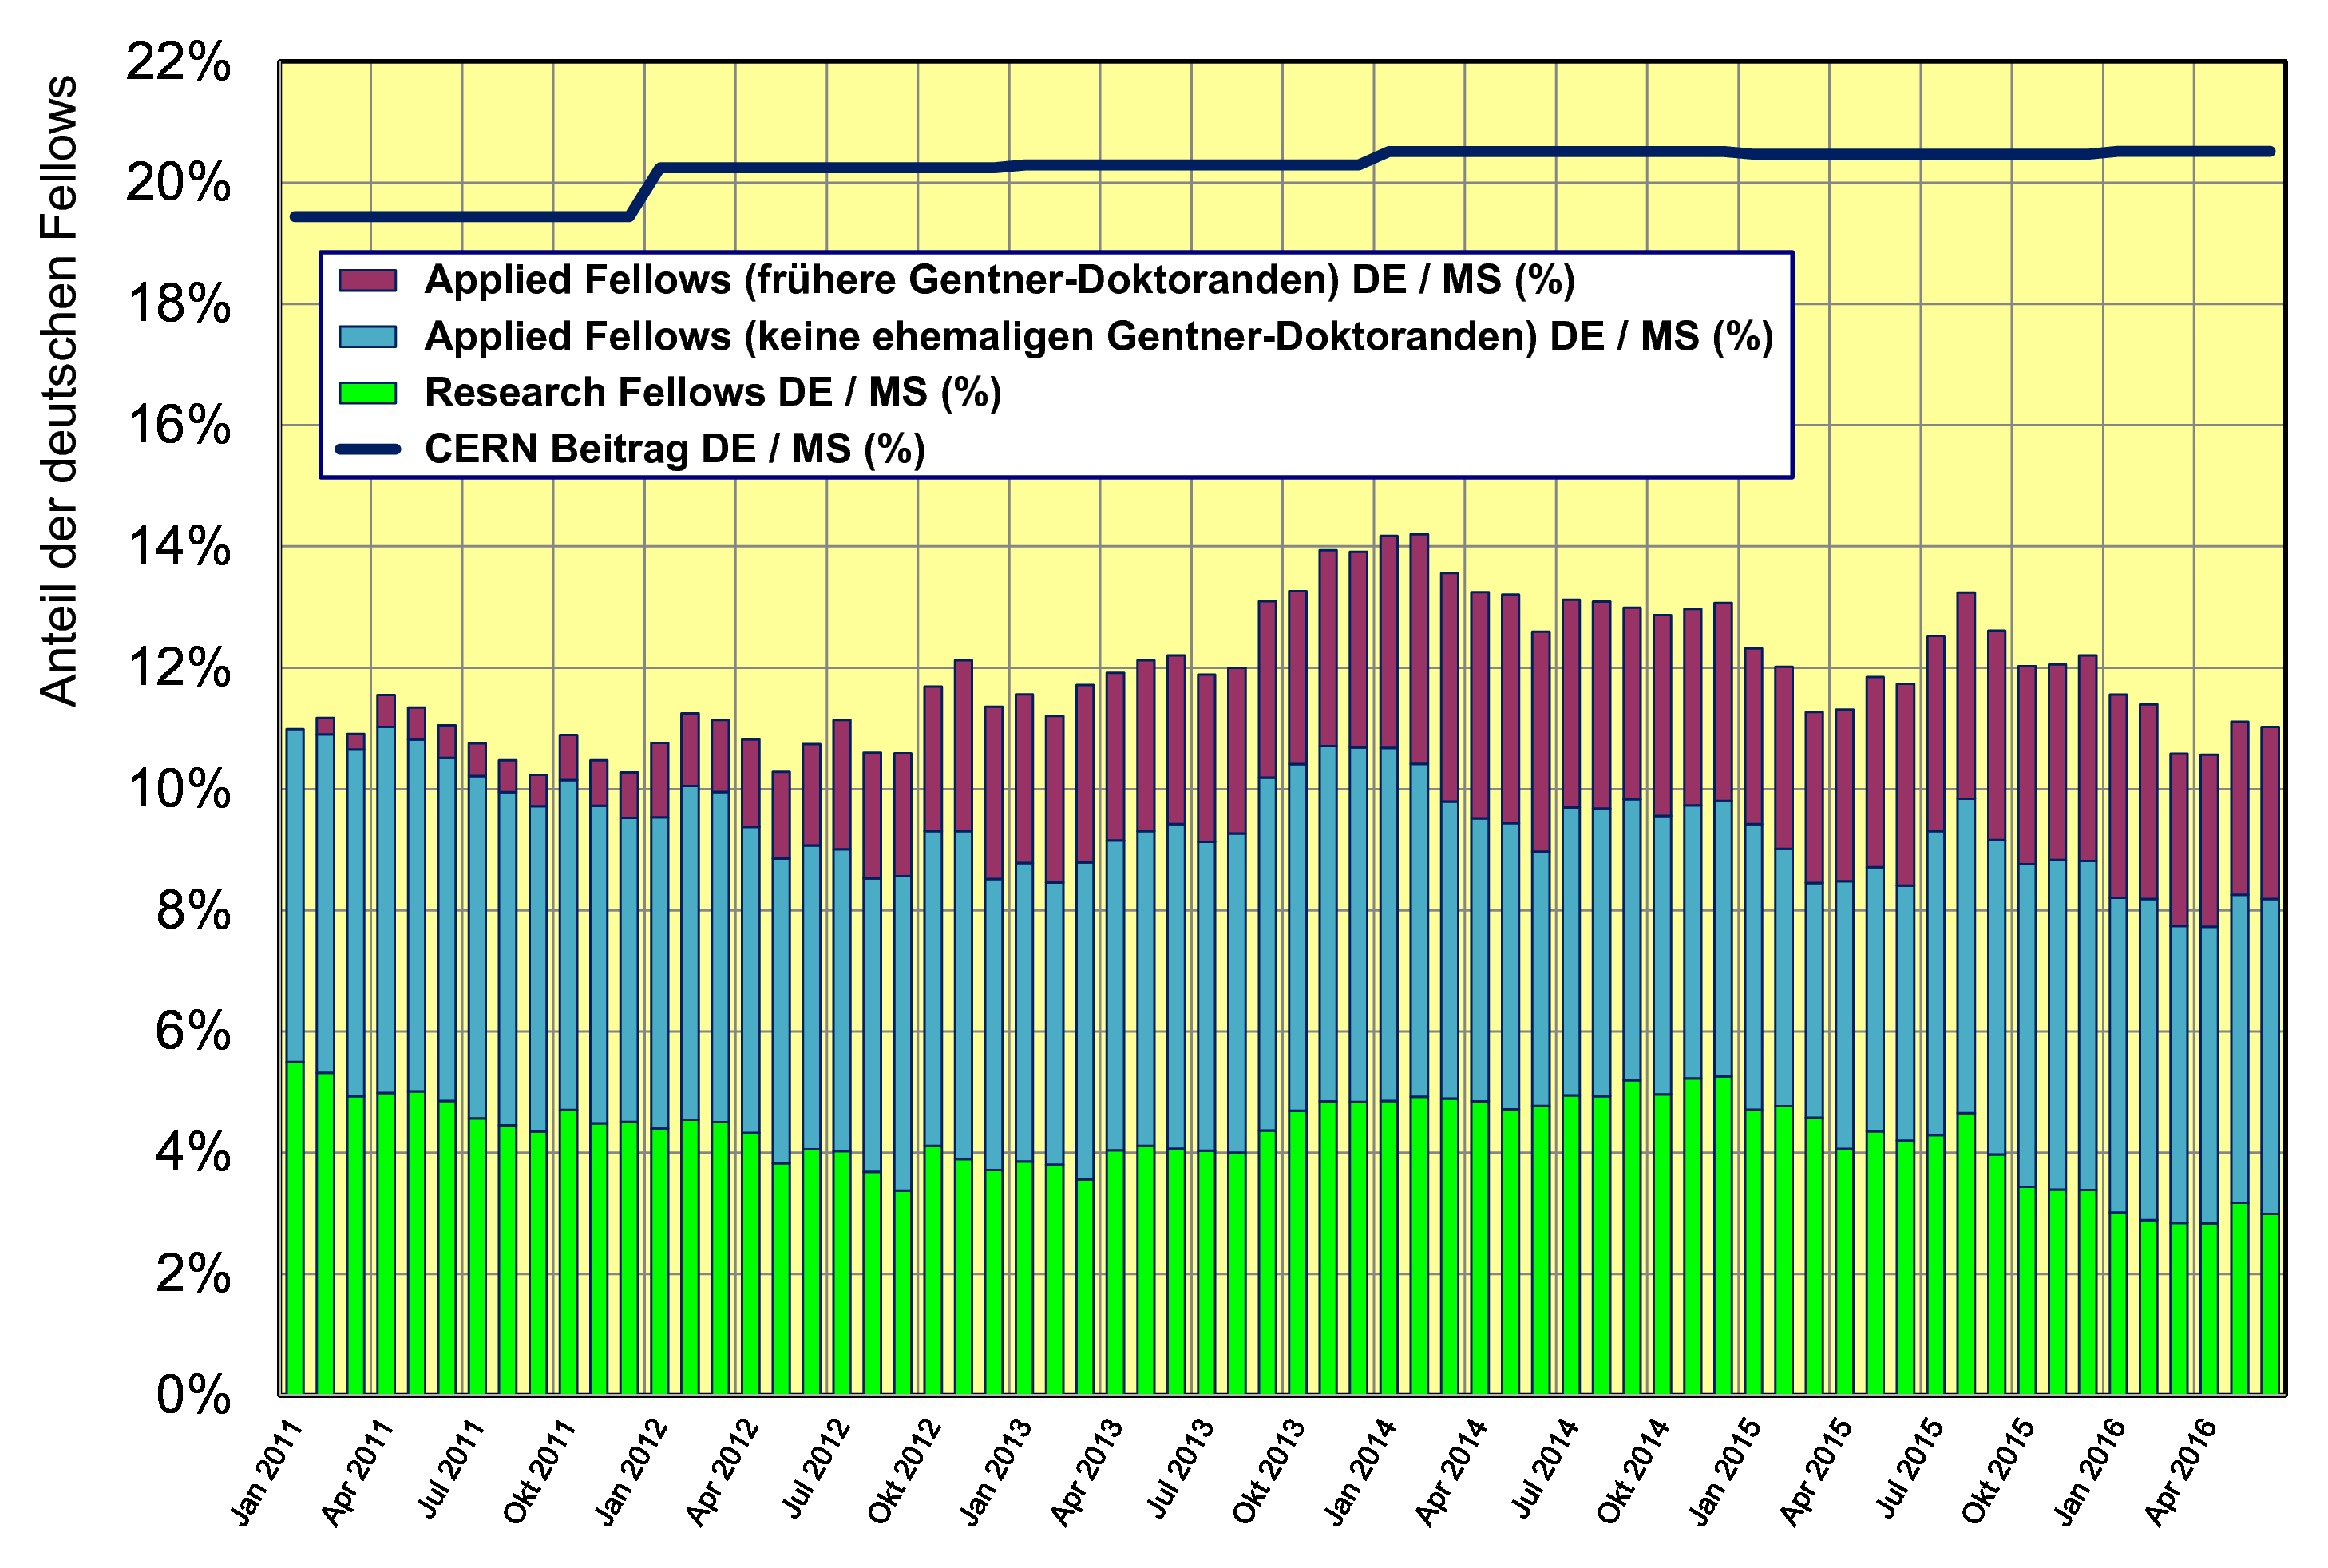 Anteil der deutschen Fellows
22%
20%
18%
16%
14%
12%
10%
8%
6%
4%
2%
0%
Applied Fellows (frühere Gentner-Doktoranden) DE / MS (%)
Applied Fellows (keine ehemaligen Gentner-Doktoranden) DE / MS (%)
Research Fellows DE / MS (%)
CERN Beitrag DE / MS (%)
Jan 2011
Apr 2011
Jul 2011
Okt 2011
Jan 2012
Apr 2012
Jul 2012
Okt 2012
Jan 2013
Apr 2013
Jul 2013
Okt 2013
Jan 2014
Apr 2014
Jul 2014
Okt 2014
Jan 2015
Apr 2015
Jul 2015
Okt 2015
Jan 2016
Apr 2016